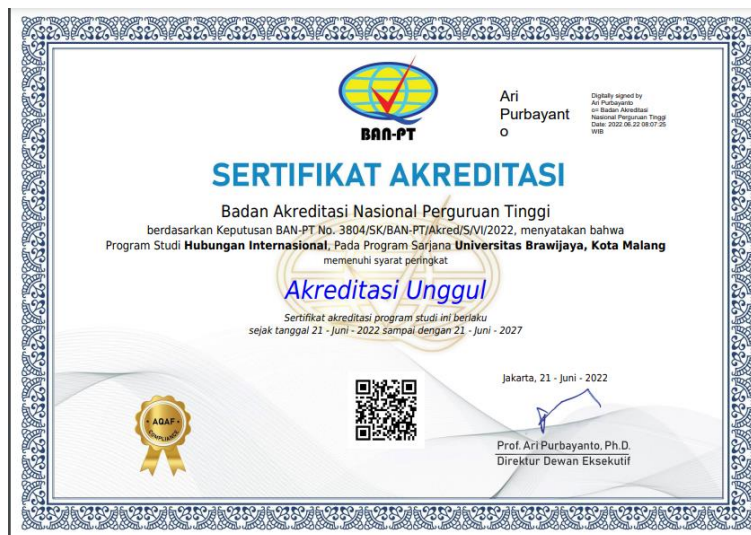 BAN-PT
Ari
Purbayant
o
Digitally signed by
Ari Purbayanto
o= Badan Akreditasi
Nasional Perguruan Tinggi
Date: 2022.06.22 08:07:25
WIB
SERTIFIKAT AKREDITASI
Badan Akreditasi Nasional Perguruan Tinggi
berdasarkan Keputusan BAN-PT No. 3804/SK/BAN-PT/Akred/S/VI/2022, menyatakan bahwa
Program Studi Hubungan Internasional, Pada Program Sarjana Universitas Brawijaya, Kota Malang
memenuhi syarat peringkat
Akreditasi Unggul
Sertifikat akreditasi program studi ini berlaku
sejak tanggal 21 - Juni - 2022 sampai dengan 21 - Juni - 2027
Jakarta, 21 - Juni - 2022
AQAF
COMPLIANCE
Prof. Ari Purbayanto, Ph.D.
Direktur Dewan Eksekutif